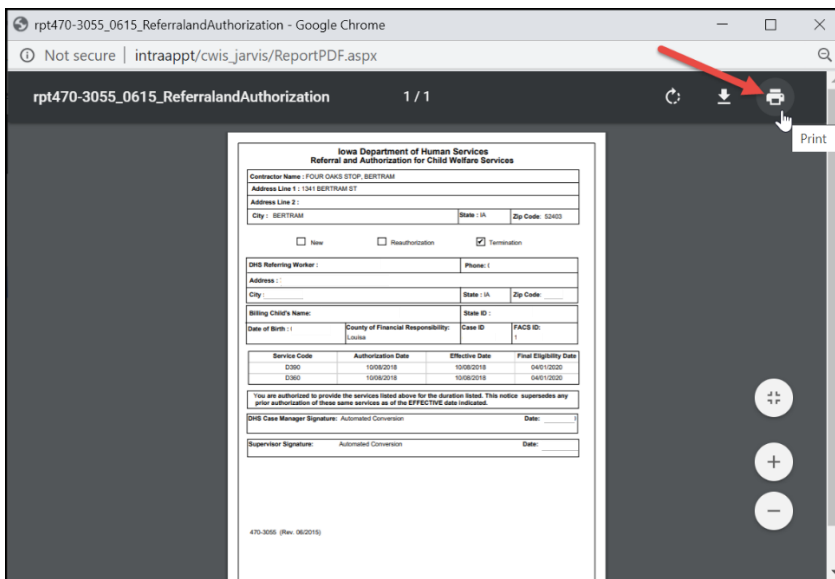 rpt470-3055_0615_ReferralandAuthorization - Google Chrome
Not secure | intraappt/cwis_jarvis/ReportPDF.aspx
rpt470-3055_0615_ReferralandAuthorization 1 / 1
Print
Iowa Department of Human Services
Referral and Authorization for Child Welfare Services
Contractor Name : FOUR OAKS STOP, BERTRAM
Address Line 1 : 1341 BERTRAM ST
Address Line 2 :
City : BERTRAM State : IA Zip Code: 52403
New Reauthorization Termination
DHS Referring Worker : Phone: (
Address :
City : State : IA Zip Code:
Billing Child's Name: State ID :
Date of Birth : County of Financial Responsibility: Case ID FACS ID:
Louisa 1
Service Code Authorization Date Effective Date Final Eligibility Date
D380 10/08/2018 10/08/2018 04/01/2020
D360 10/08/2018 10/08/2018 04/01/2020
You are authorized to provide the services listed above for the duration listed. This notice supersedes any
prior authorization of these same services as of the EFFECTIVE date indicated.
DHS Case Manager Signature: Automated Conversion Date:
Supervisor Signature: Automated Conversion Date:
470-3055 (Rev. 06/2015)